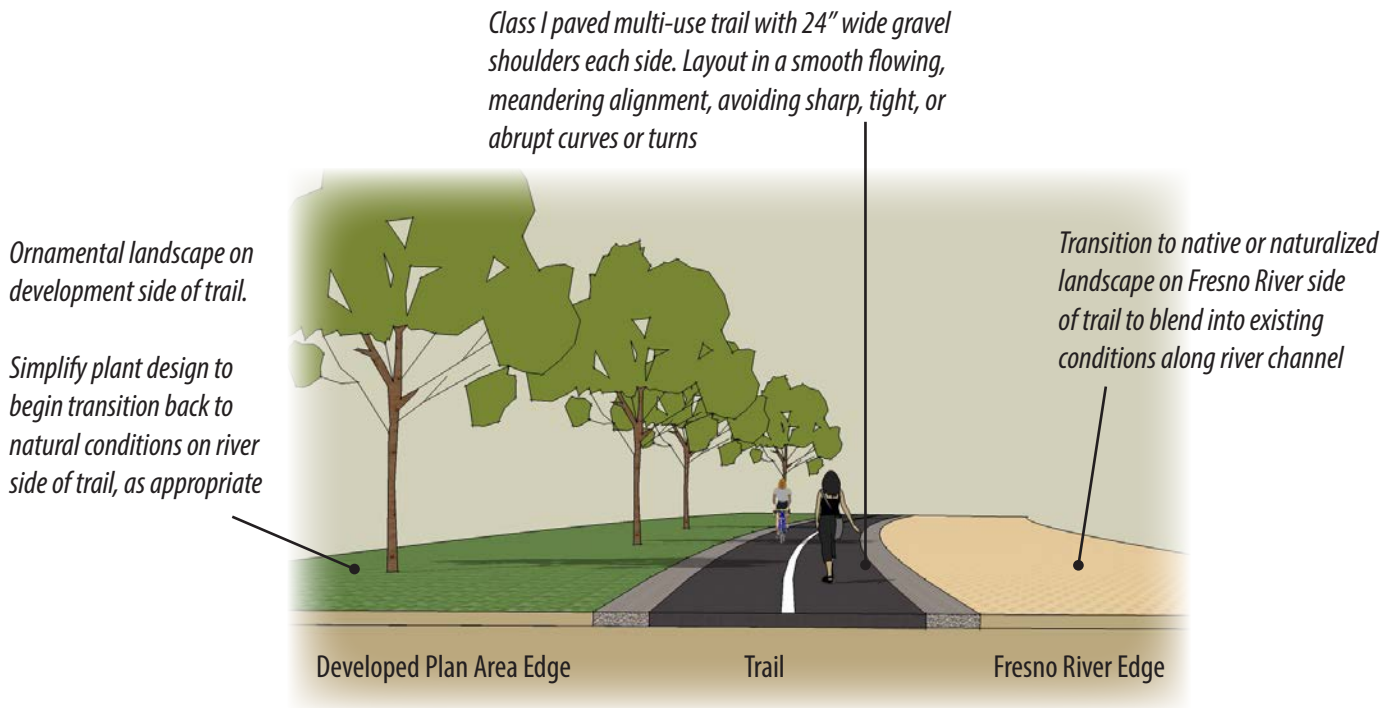 Class I paved multi-use trail with 24” wide gravel
shoulders each side. Layout in a smooth flowing,
meandering alignment, avoiding sharp, tight, or
abrupt curves or turns
Ornamental landscape on
development side of trail.
Simplify plant design to
begin transition back to
natural conditions on river
side of trail, as appropriate
Transition to native or naturalized
landscape on Fresno River side
of trail to blend into existing
conditions along river channel
Developed Plan Area Edge
Trail
Fresno River Edge